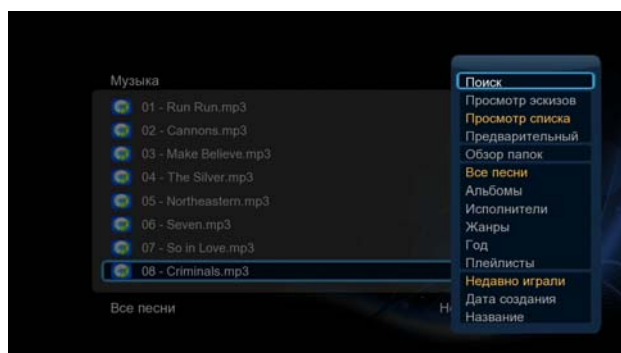 Музыка
01 - Run Run.mp3
02 - Cannons.mp3
03 - Make Believe.mp3
04 - The Silver.mp3
05 - Northeastern.mp3
06 - Seven.mp3
07 - So in Love.mp3
08 - Criminals.mp3
Все песни
Поиск
Просмотр эскизов
Просмотр списка
Предварительный
Обзор папок
Все песни
Альбомы
Исполнители
Жанры
Год
Плейлисты
Недавно играли
Дата создания
Название